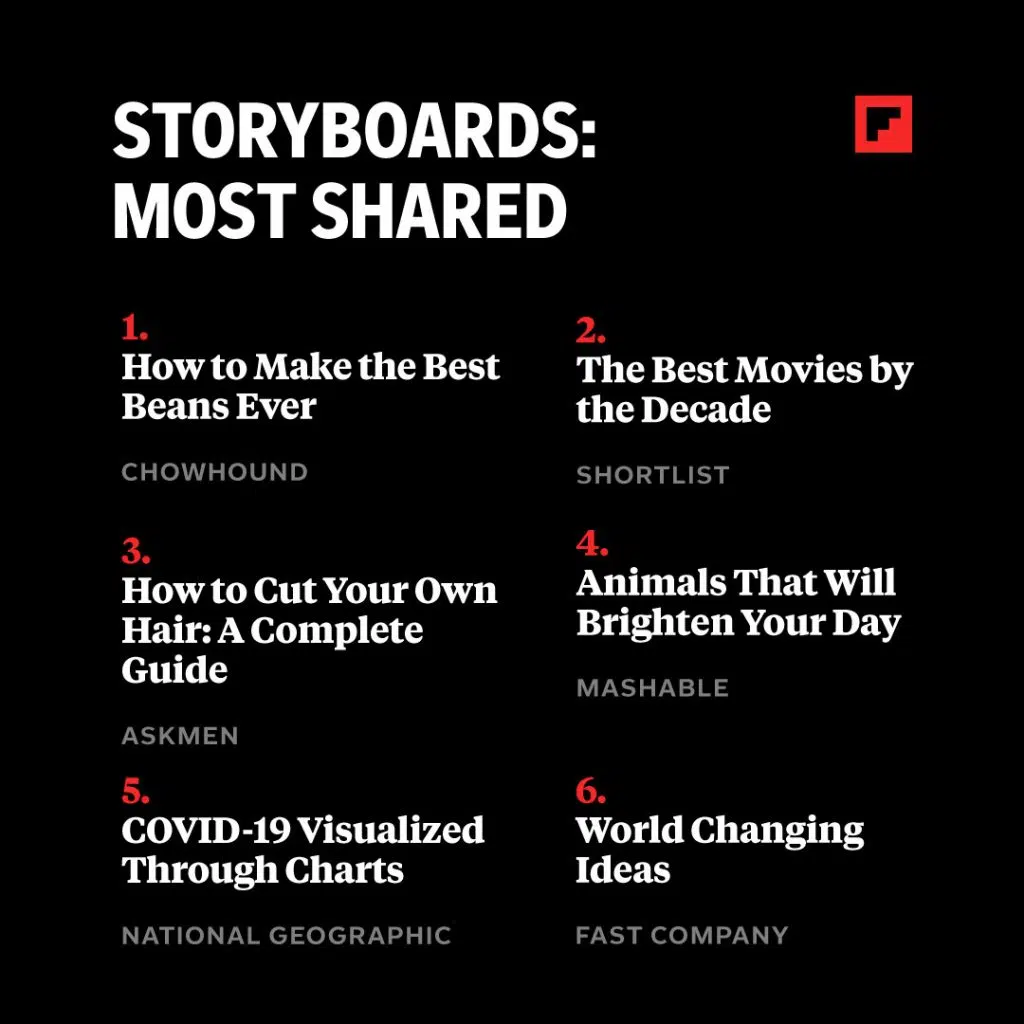 STORYBOARDS:
MOST SHARED
1.
How to Make the Best
Beans Ever
CHOWHOUND
2.
The Best Movies by
the Decade
SHORTLIST
3.
How to Cut Your Own
Hair: A Complete
Guide
ASKMEN
4.
Animals That Will
Brighten Your Day
MASHABLE
5.
COVID-19 Visualized
Through Charts
NATIONAL GEOGRAPHIC
6.
World Changing
Ideas
FAST COMPANY